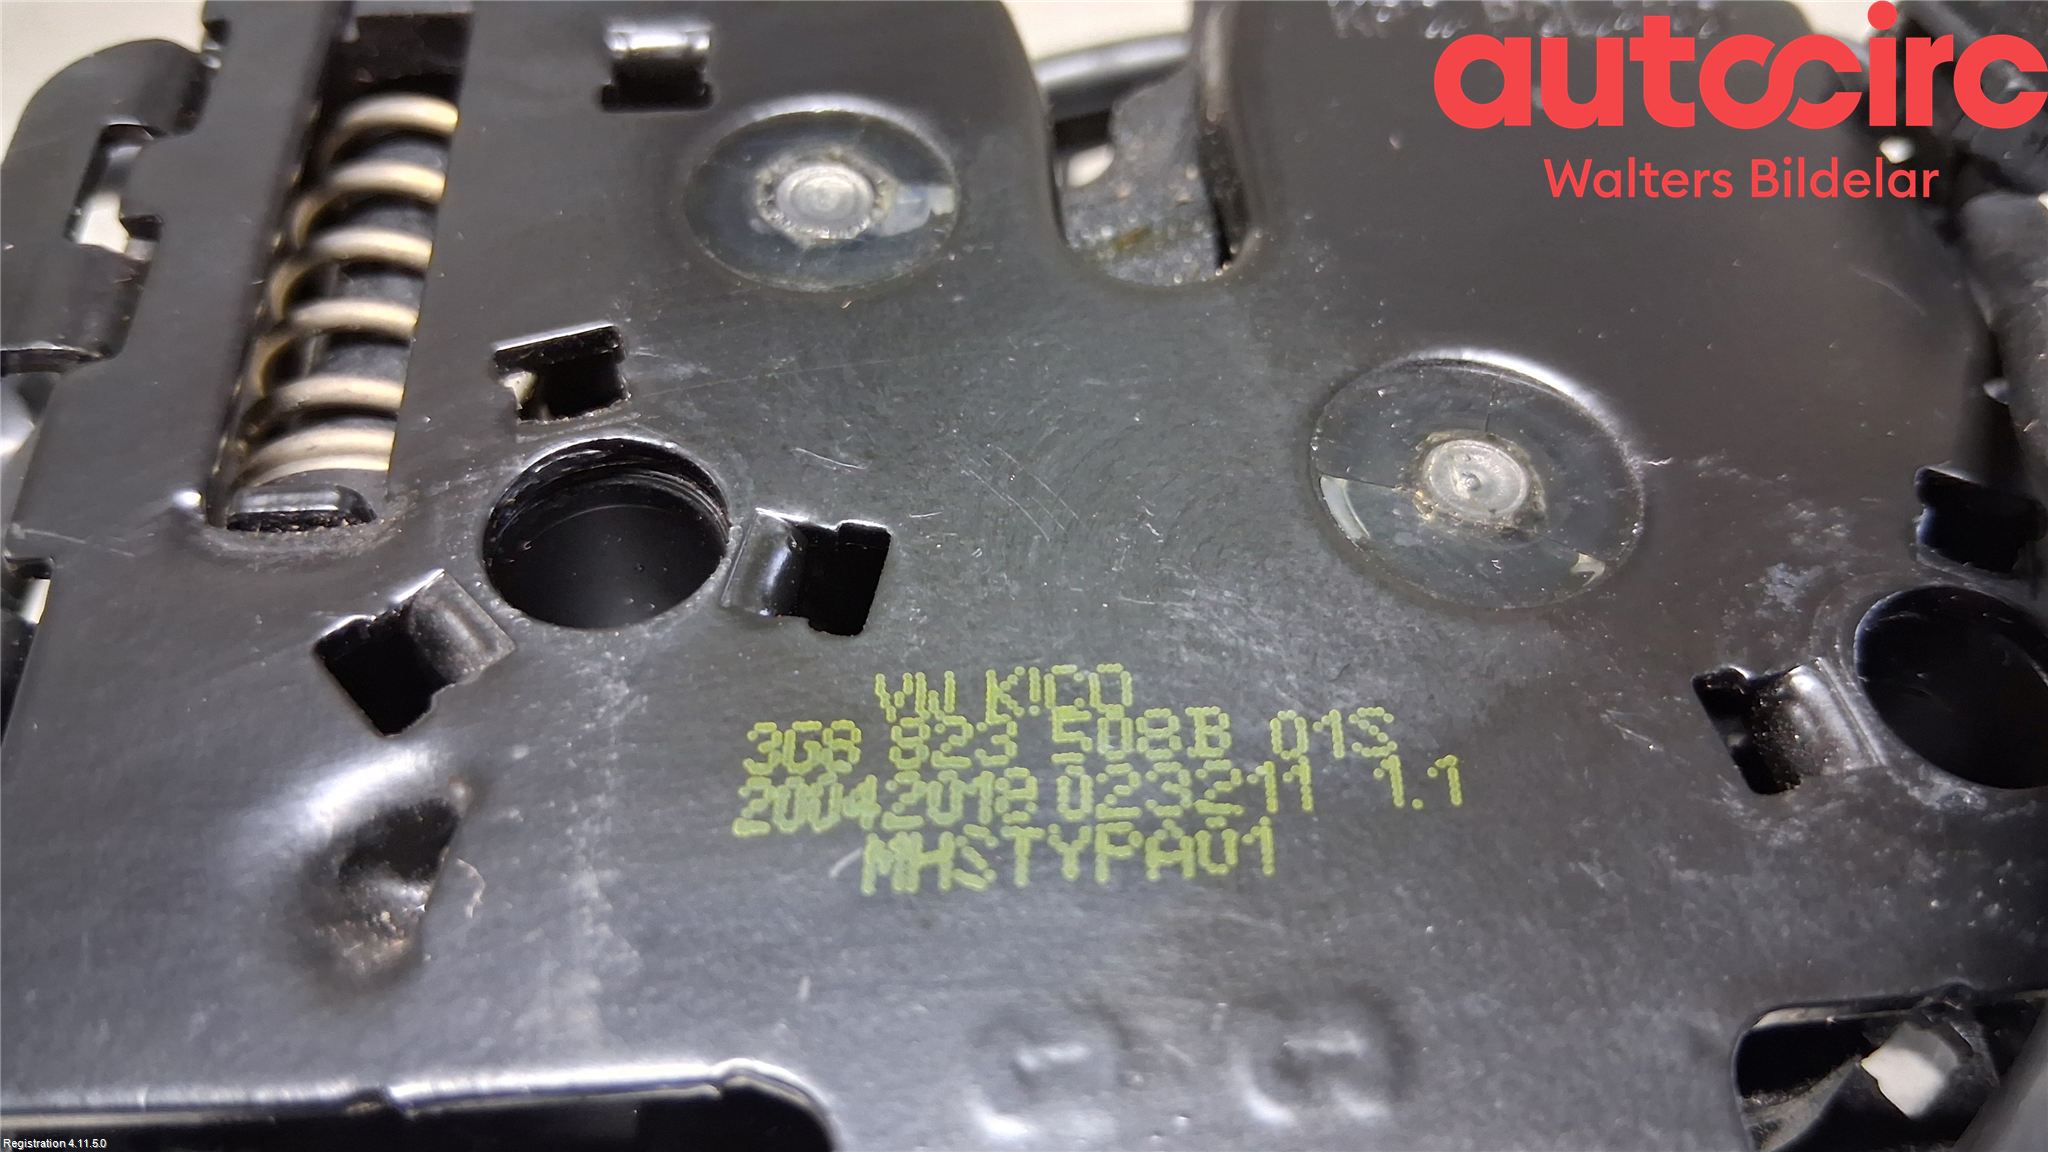 autocirc
Walters Bildelar
VW KICO
3G8 823 508B 01S
20042018 023211 1.1
MHSTYPA01
Registration 4.11.5.0